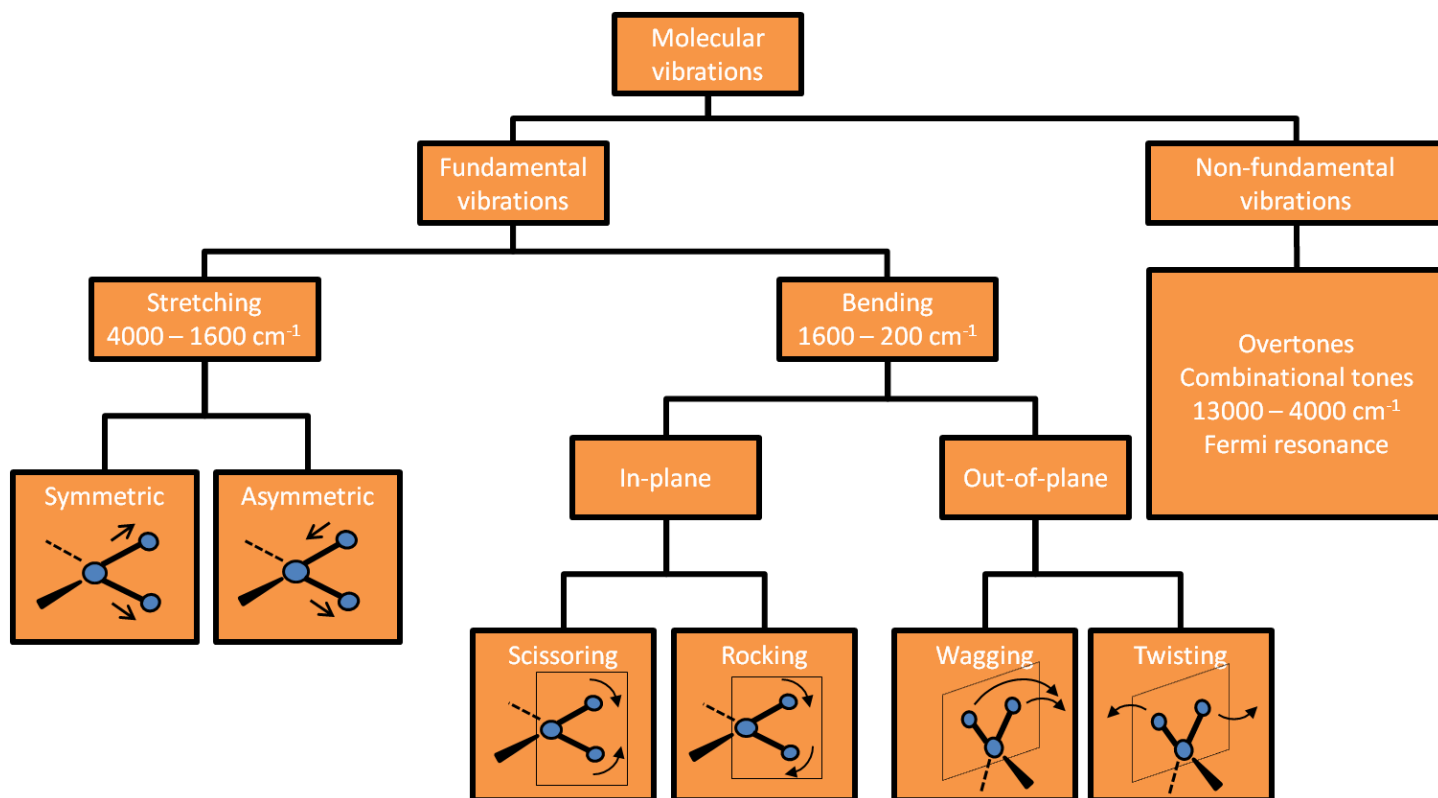 Molecular
vibrations
Fundamental
vibrations
Non-fundamental
vibrations
Stretching
4000 – 1600 cm⁻¹
Bending
1600 – 200 cm⁻¹
Overtones
Combinational tones
13000 – 4000 cm⁻¹
Fermi resonance
In-plane
Out-of-plane
Symmetric
Asymmetric
Scissoring
Rocking
Wagging
Twisting